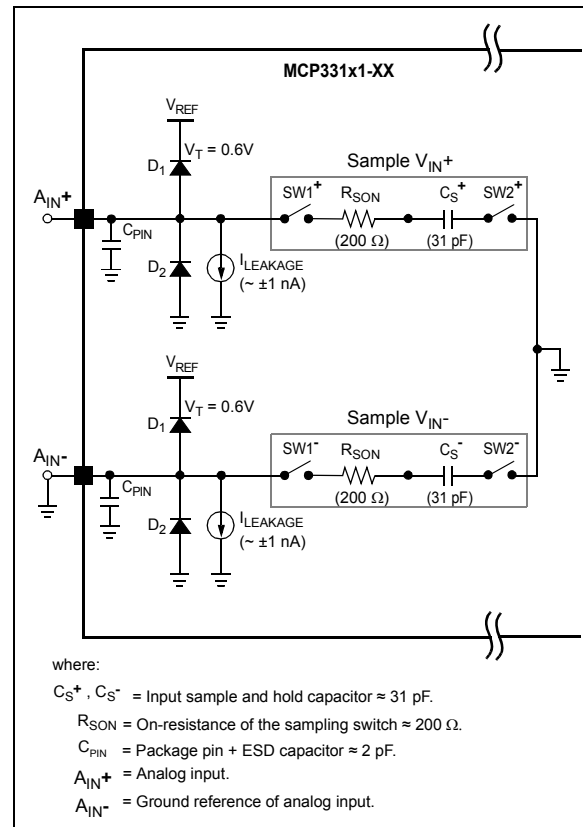 MCP331x1-XX
VREF
VT = 0.6V
D1
Sample VIN+
AIN+
SW1+
RSON
CS+
SW2+
CPIN
(200 Ω)
(31 pF)
D2
ILEAKAGE
(~ ±1 nA)
VREF
VT = 0.6V
D1
Sample VIN-
AIN-
SW1-
RSON
CS-
SW2-
CPIN
(200 Ω)
(31 pF)
D2
ILEAKAGE
(~ ±1 nA)
where:
CS+ , CS- = Input sample and hold capacitor ≈ 31 pF.
RSON = On-resistance of the sampling switch ≈ 200 Ω.
CPIN = Package pin + ESD capacitor ≈ 2 pF.
AIN+ = Analog input.
AIN- = Ground reference of analog input.